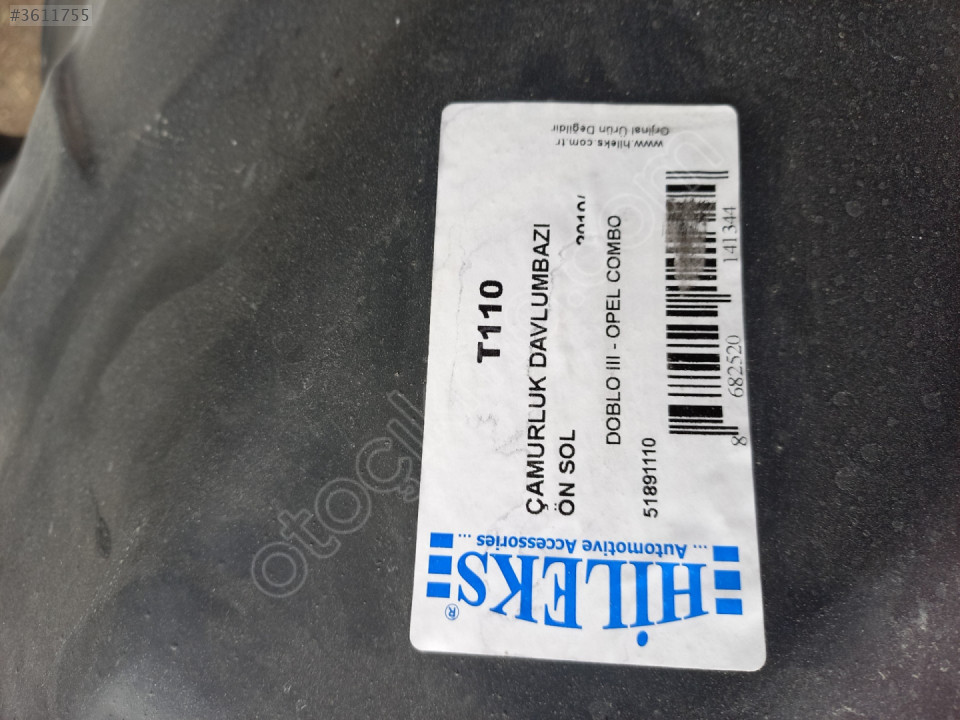 #3611755
HİLEKS®
... Automotive Accessories ...
T110
ÇAMURLUK DAVLUMBAZI
ÖN SOL
2010/
DOBLO III - OPEL COMBO
51891110
8 682520 141344
www.hileks.com.tr
Orjinal Ürün Değildir